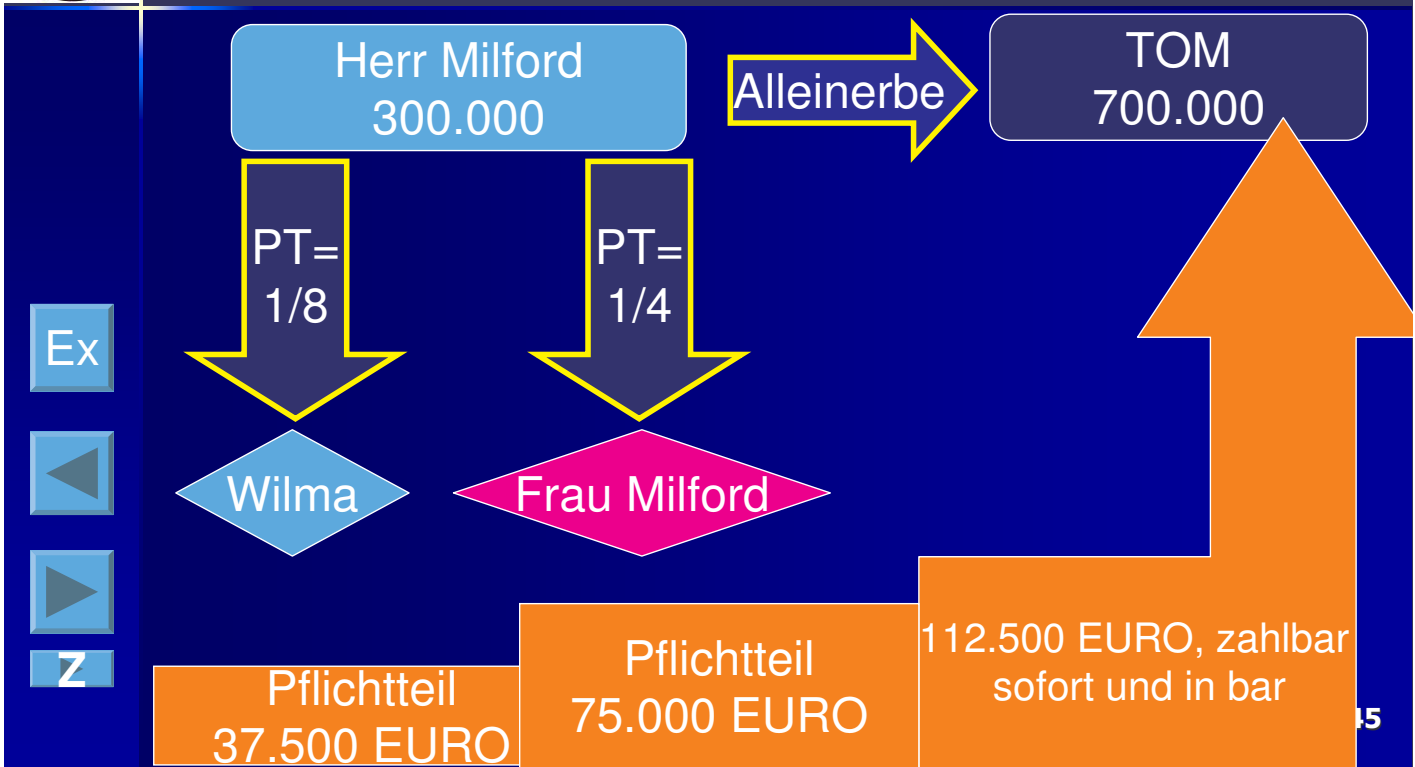 Herr Milford
300.000
Alleinerbe
TOM
700.000
PT=
1/8
PT=
1/4
Ex
Wilma
Frau Milford
Z
Pflichtteil
37.500 EURO
Pflichtteil
75.000 EURO
112.500 EURO, zahlbar
sofort und in bar
45